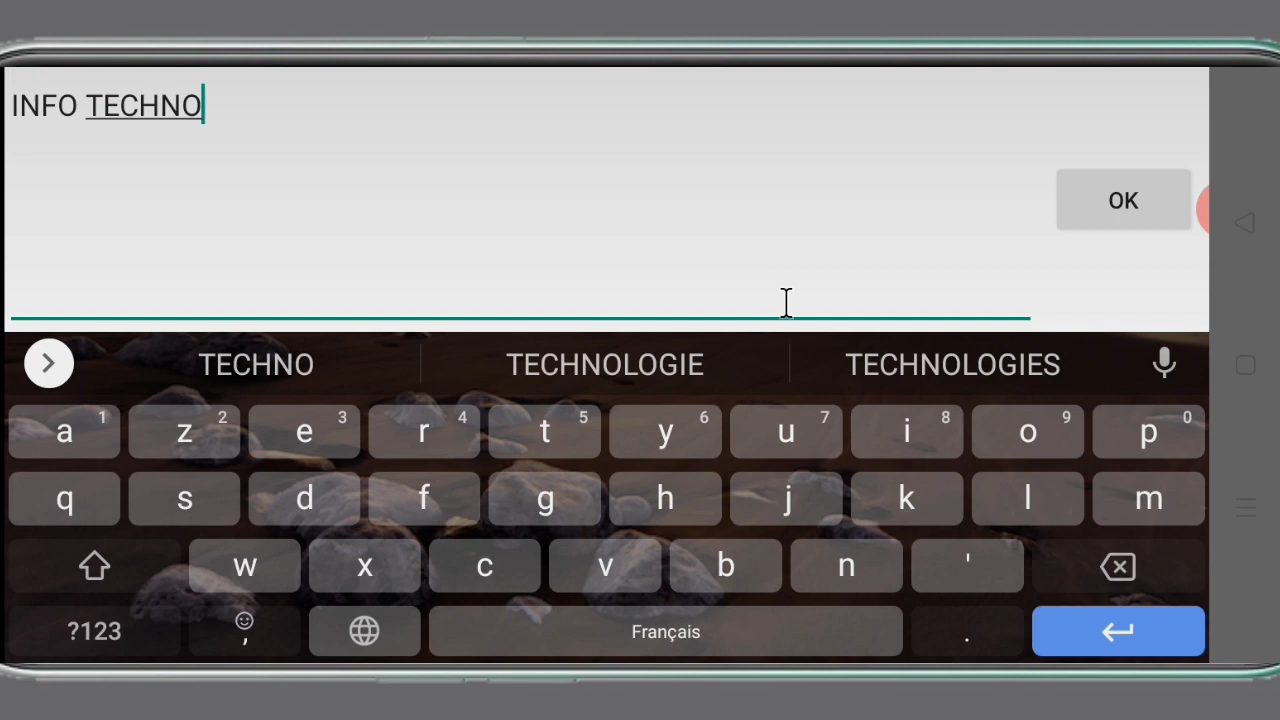 INFO TECHNO
OK
TECHNO TECHNOLOGIE TECHNOLOGIES
a 1 z 2 e 3 r 4 t 5 y 6 u 7 i 8 o 9 p 0
q s d f g h j k l m
w x c v b n '
?123 , Français .